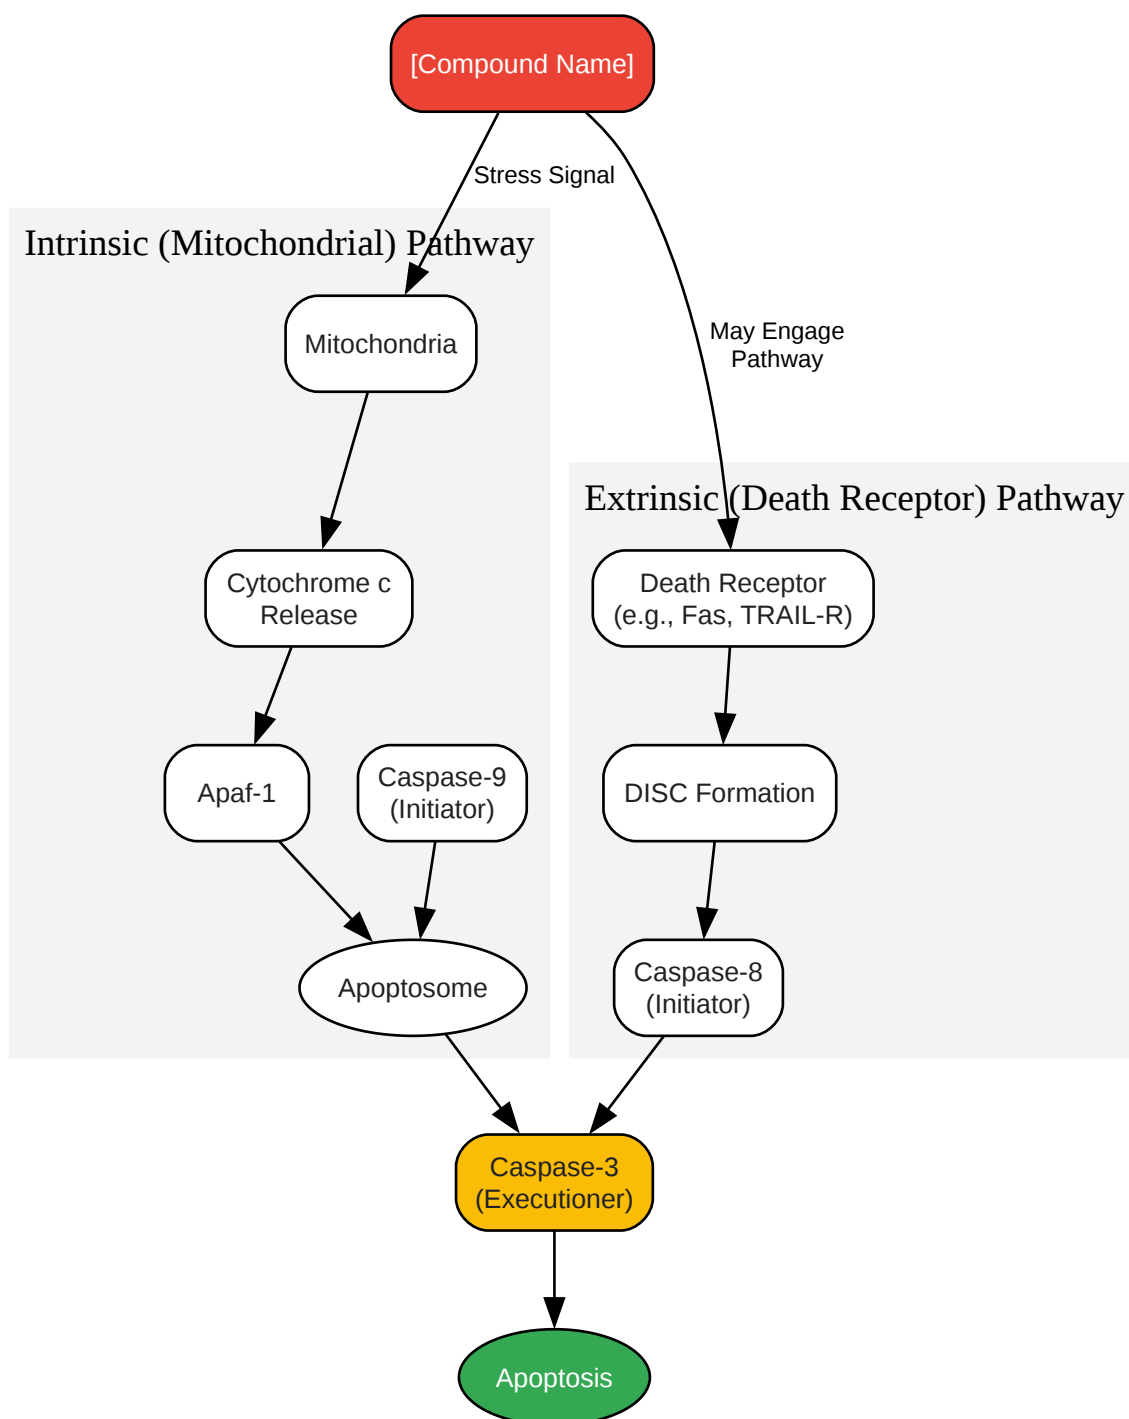 [Compound Name]
Stress Signal
Intrinsic (Mitochondrial) Pathway
Mitochondria
May Engage
Pathway
Extrinsic (Death Receptor) Pathway
Cytochrome c
Release
Death Receptor
(e.g., Fas, TRAIL-R)
Apaf-1
Caspase-9
(Initiator)
DISC Formation
Apoptosome
Caspase-8
(Initiator)
Caspase-3
(Executioner)
Apoptosis